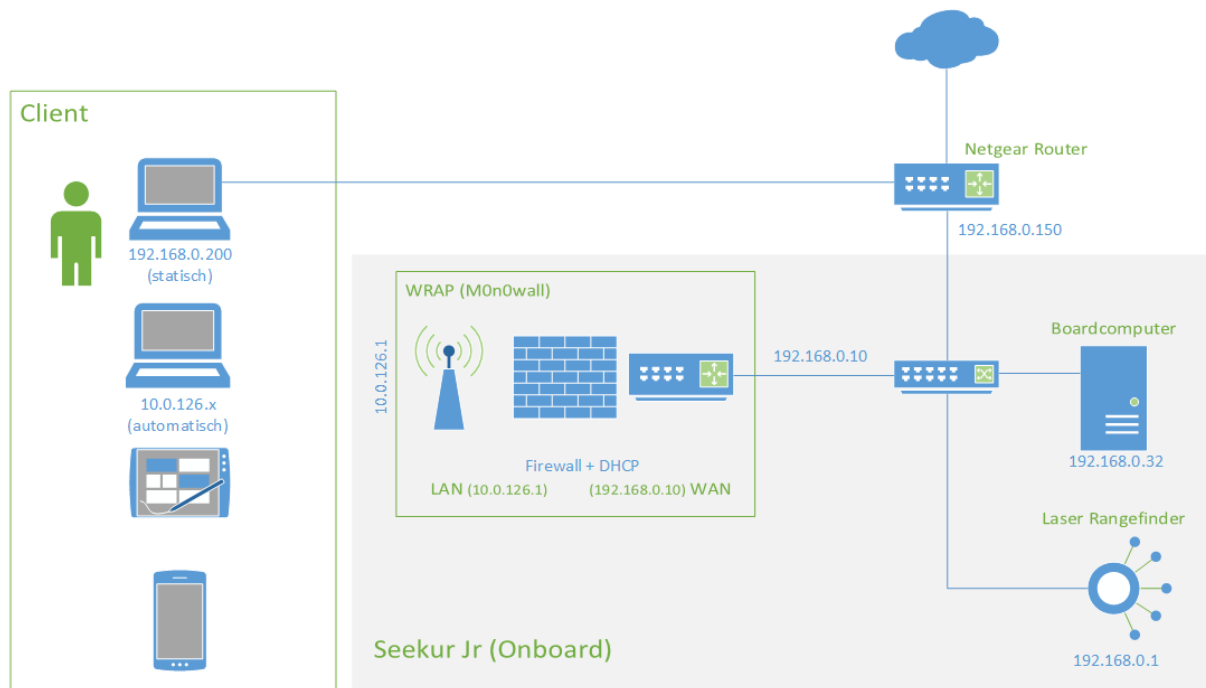 Client
Netgear Router
192.168.0.150
192.168.0.200
(statisch)
WRAP (M0n0wall)
10.0.126.1
192.168.0.10
Boardcomputer
10.0.126.x
(automatisch)
192.168.0.32
Firewall + DHCP
LAN (10.0.126.1) (192.168.0.10) WAN
Laser Rangefinder
Seekur Jr (Onboard)
192.168.0.1